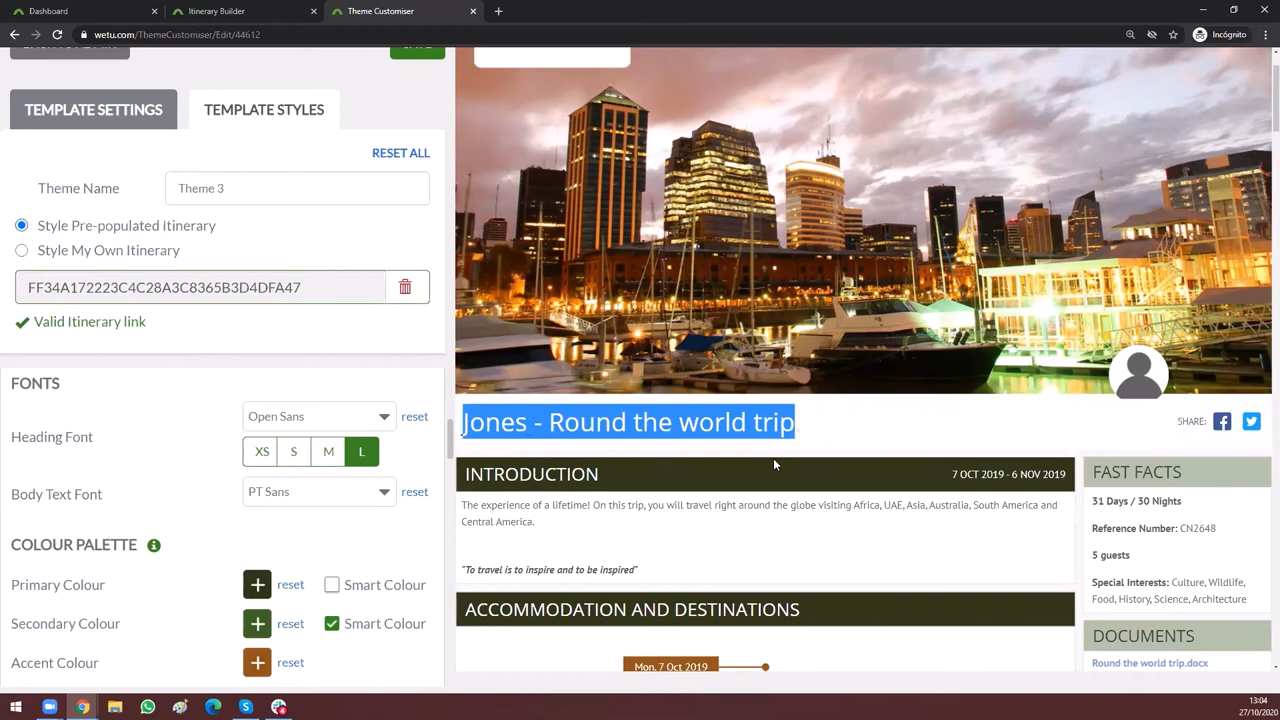 Dashboard
Itinerary Builder
Theme Customiser
wetu.com/ThemeCustomiser/Edit/44612
Incógnito
TEMPLATE SETTINGS
TEMPLATE STYLES
RESET ALL
Theme Name
Theme 3
Style Pre-populated Itinerary
Style My Own Itinerary
FF34A172223C4C28A3C8365B3D4DFA47
Valid Itinerary link
FONTS
Heading Font
Open Sans
reset
XS S M L
Body Text Font
PT Sans
reset
COLOUR PALETTE
Primary Colour
reset
Smart Colour
Secondary Colour
reset
Smart Colour
Accent Colour
reset
Jones - Round the world trip
SHARE:
INTRODUCTION
7 OCT 2019 - 6 NOV 2019
The experience of a lifetime! On this trip, you will travel right around the globe visiting Africa, UAE, Asia, Australia, South America and
Central America.
"To travel is to inspire and to be inspired"
ACCOMMODATION AND DESTINATIONS
Mon, 7 Oct 2019
FAST FACTS
31 Days / 30 Nights
Reference Number: CN2648
5 guests
Special Interests: Culture, Wildlife,
Food, History, Science, Architecture
DOCUMENTS
Round the world trip.docx
13:04
27/10/2020